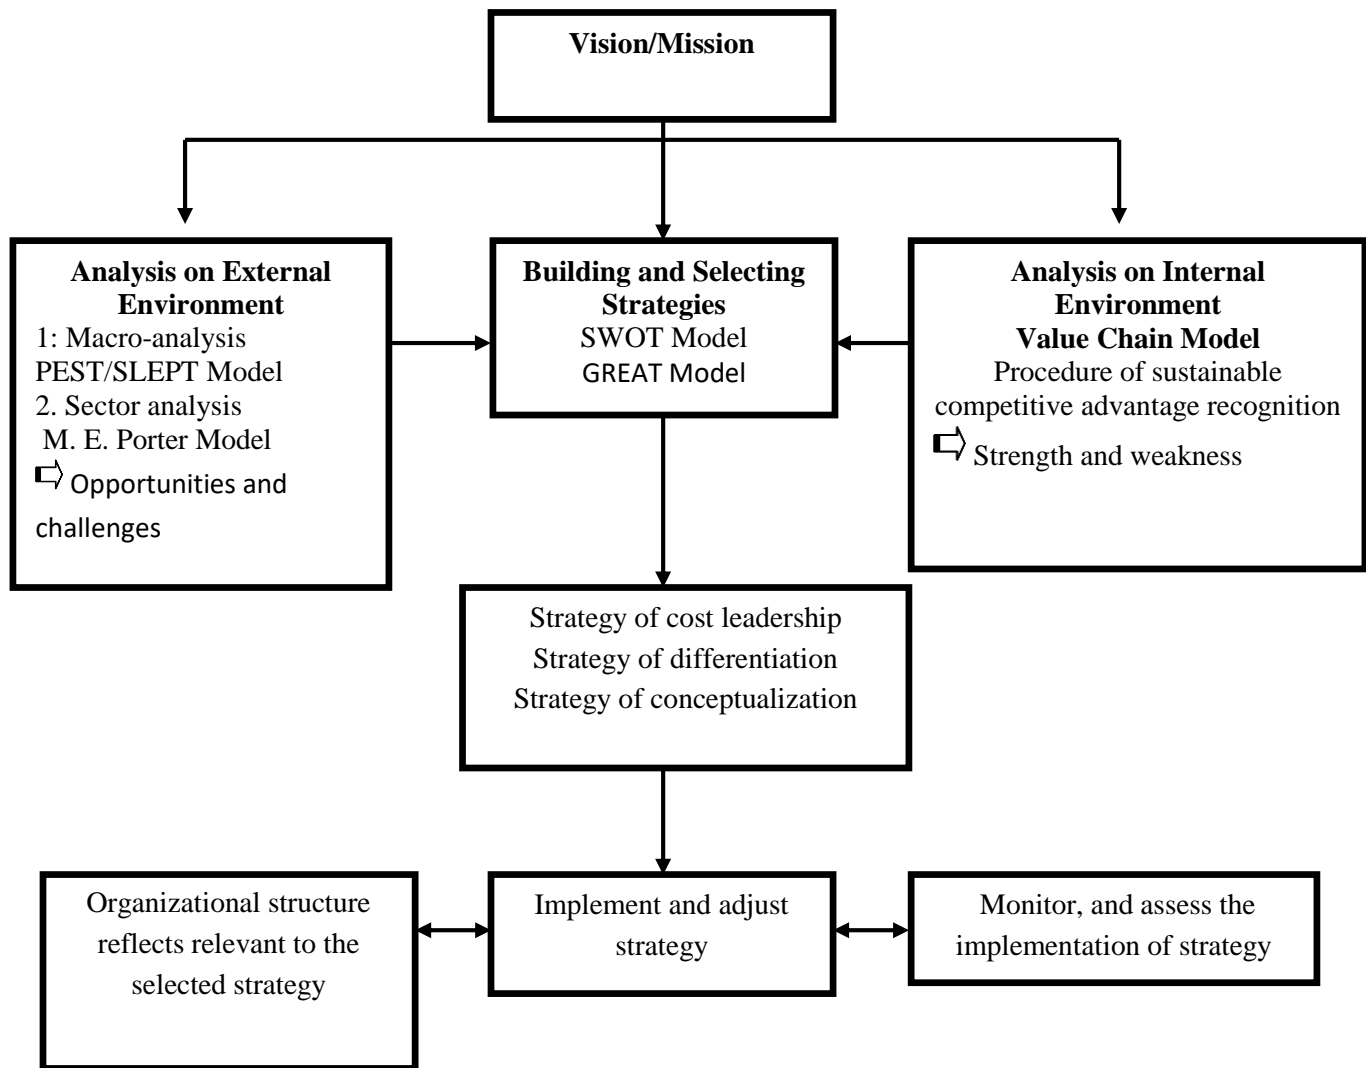 Vision/Mission
Analysis on External
Environment
1: Macro-analysis
PEST/SLEPT Model
2. Sector analysis
M. E. Porter Model
Opportunities and
challenges
Building and Selecting
Strategies
SWOT Model
GREAT Model
Analysis on Internal
Environment
Value Chain Model
Procedure of sustainable
competitive advantage recognition
Strength and weakness
Strategy of cost leadership
Strategy of differentiation
Strategy of conceptualization
Organizational structure
reflects relevant to the
selected strategy
Implement and adjust
strategy
Monitor, and assess the
implementation of strategy